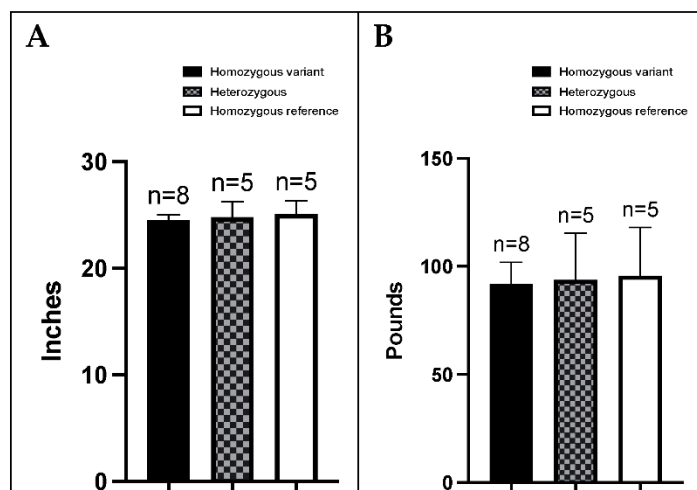 A
Homozygous variant
Heterozygous
Homozygous reference
30
20
10
0
Inches
n=8
n=5
n=5
B
Homozygous variant
Heterozygous
Homozygous reference
150
100
50
0
Pounds
n=8
n=5
n=5